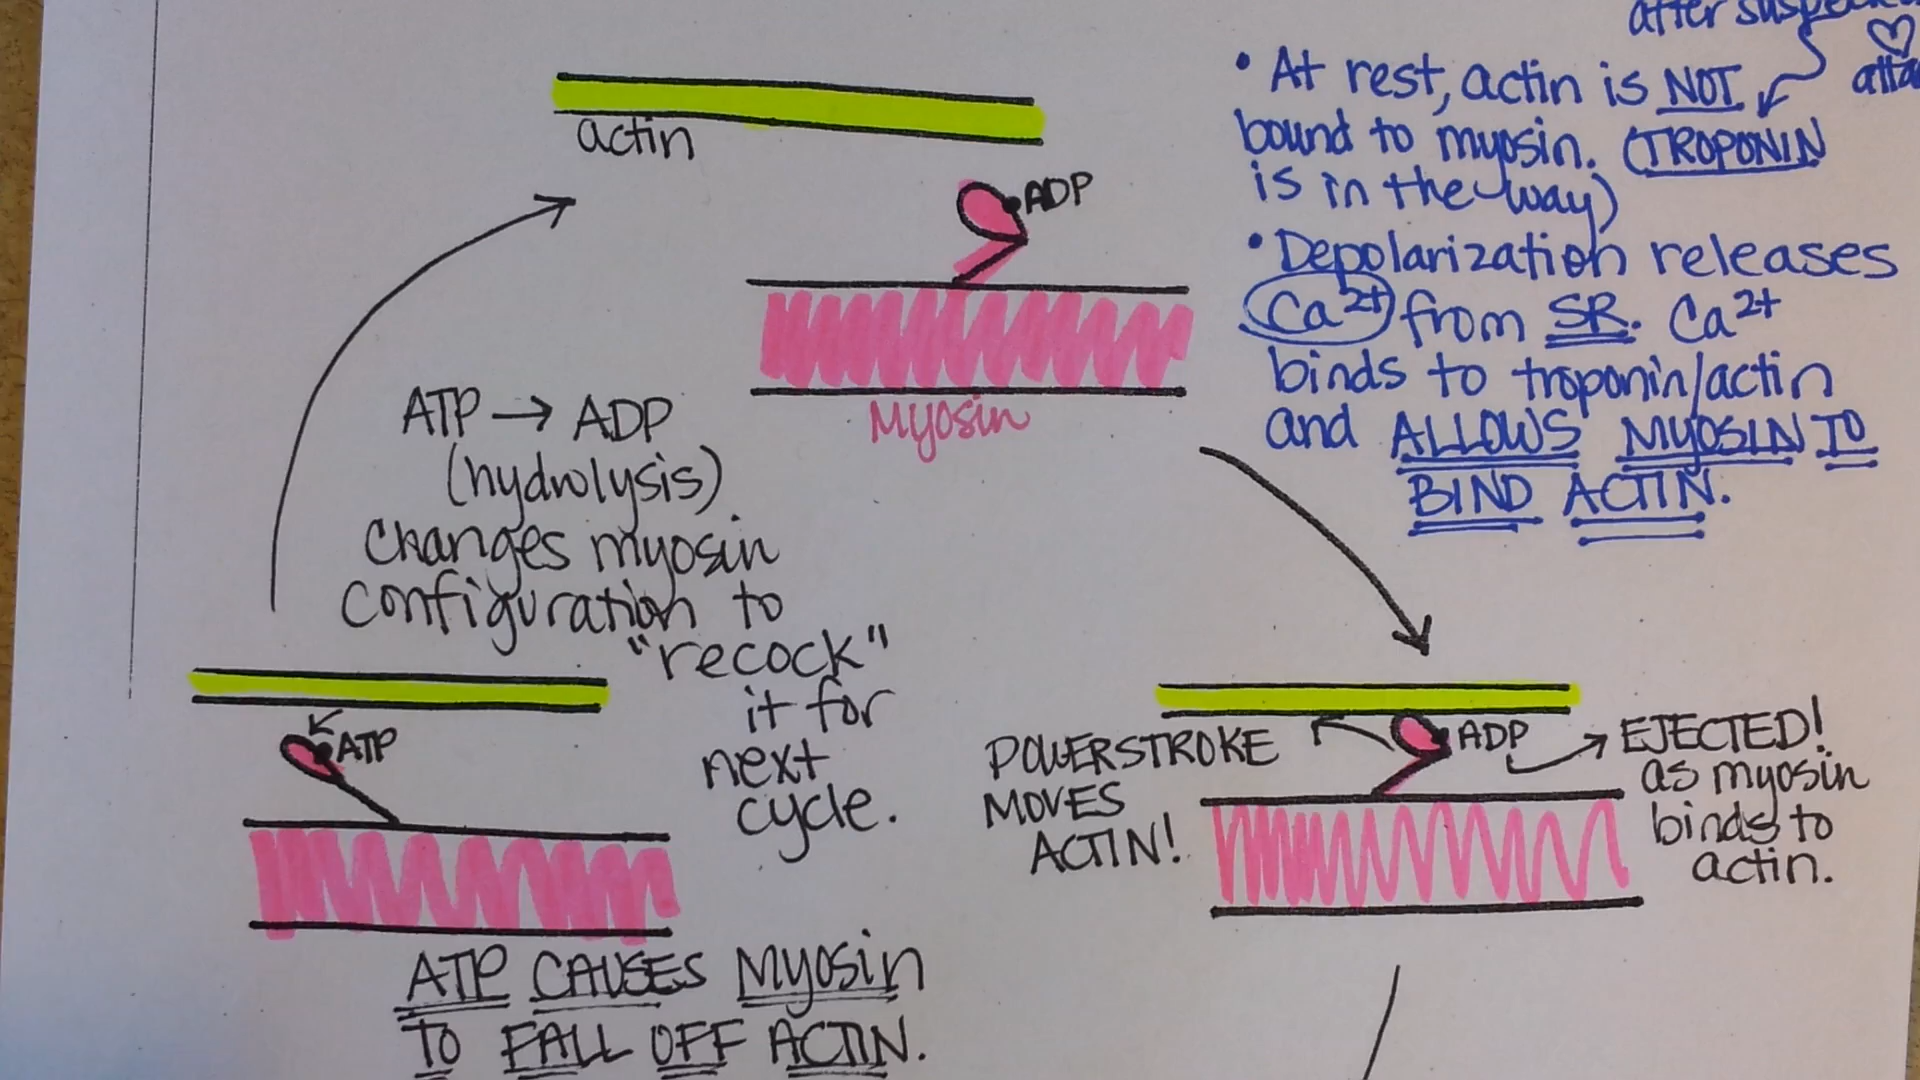 after suspected
atta
actin
ADP
Myosin
• At rest, actin is NOT
bound to myosin. (TROPONIN
is in the way)
• Depolarization releases
Ca2+ from SR. Ca2+
binds to troponin/actin
and ALLOWS MYOSIN TO
BIND ACTIN.
ATP → ADP
(hydrolysis)
changes myosin
configuration to
"recock"
it for
next
cycle.
ATP
ATP CAUSES Myosin
TO FALL OFF ACTIN.
POWERSTROKE
MOVES
ACTIN!
ADP
EJECTED!
as myosin
binds to
actin.